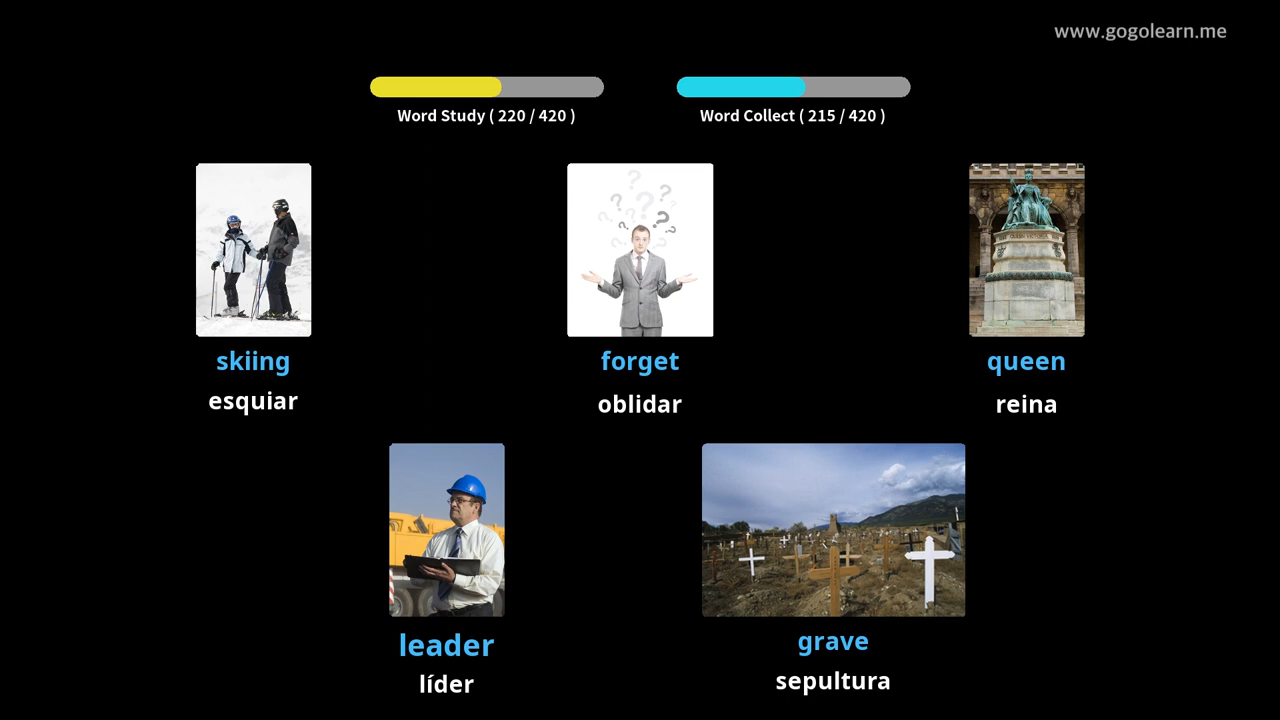 www.gogolearn.me
Word Study ( 220 / 420 )
Word Collect ( 215 / 420 )
skiing
esquiar
forget
oblidar
queen
reina
leader
líder
grave
sepultura